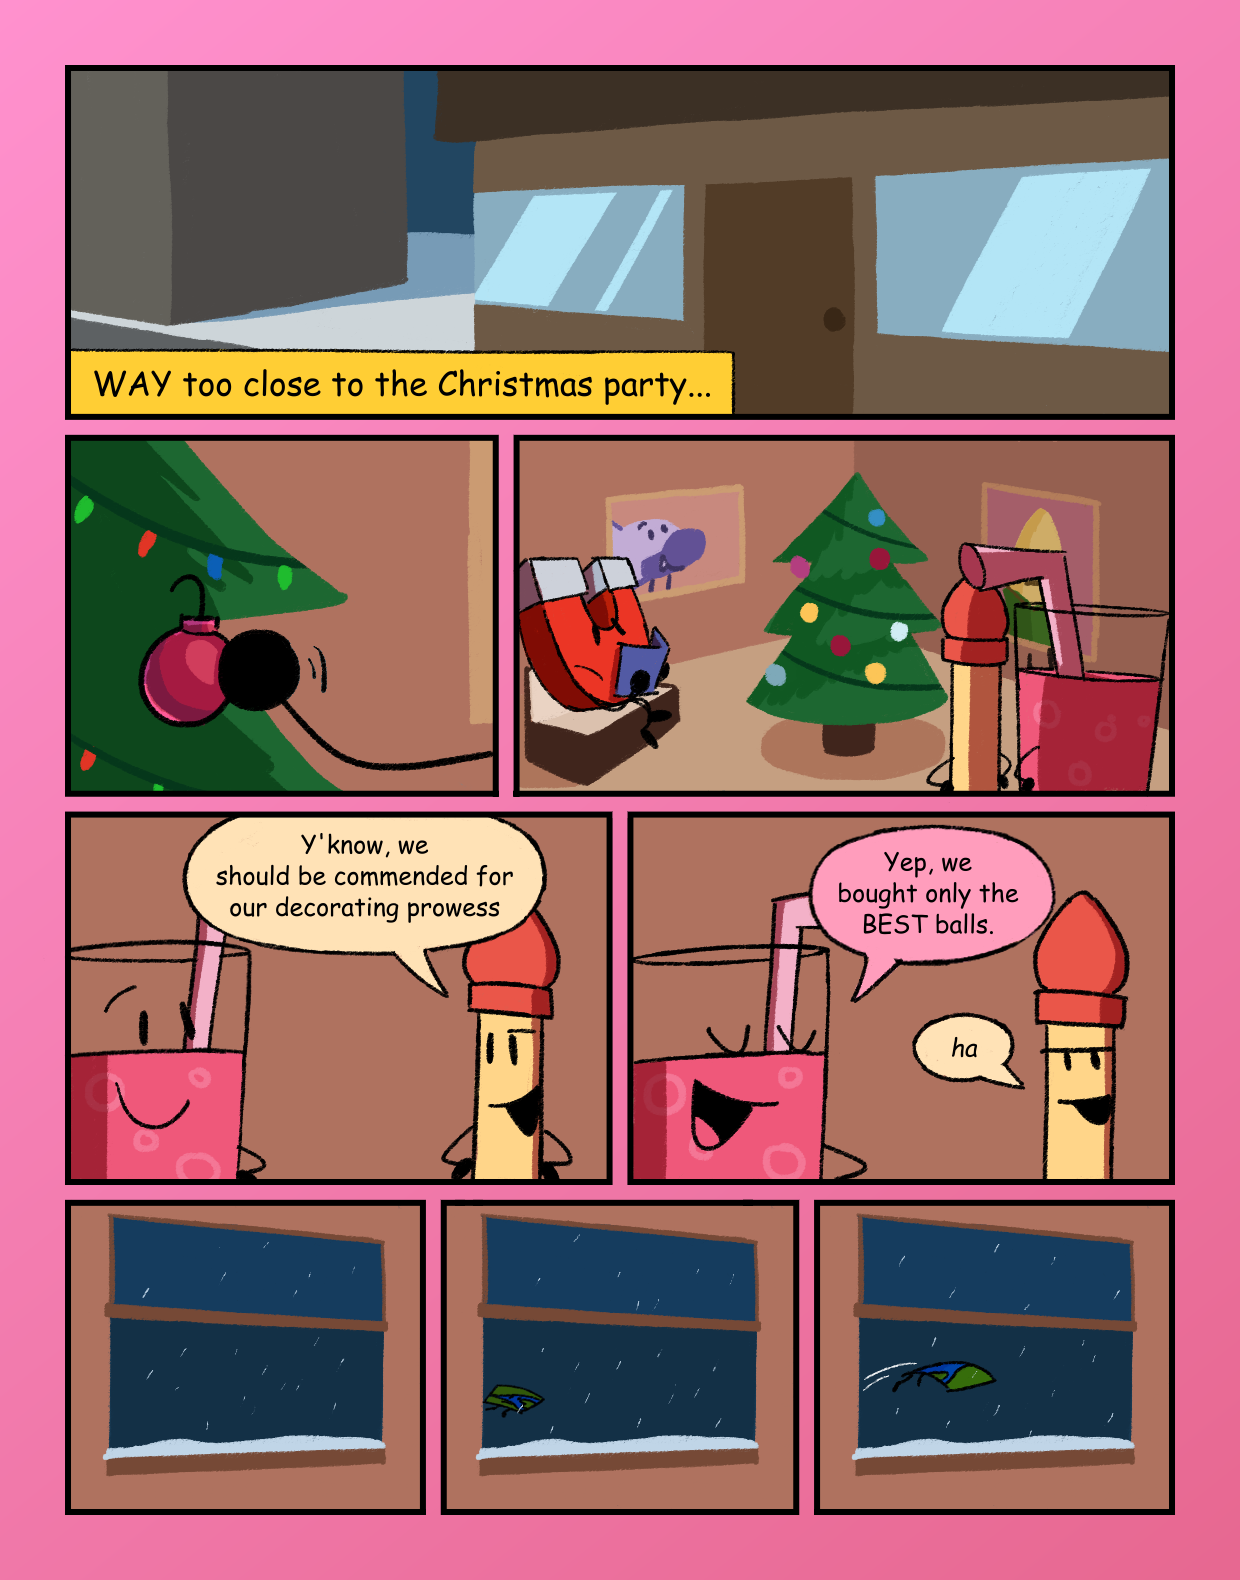 WAY too close to the Christmas party...
Y'know, we
should be commended for
our decorating prowess
Yep, we
bought only the
BEST balls.
ha